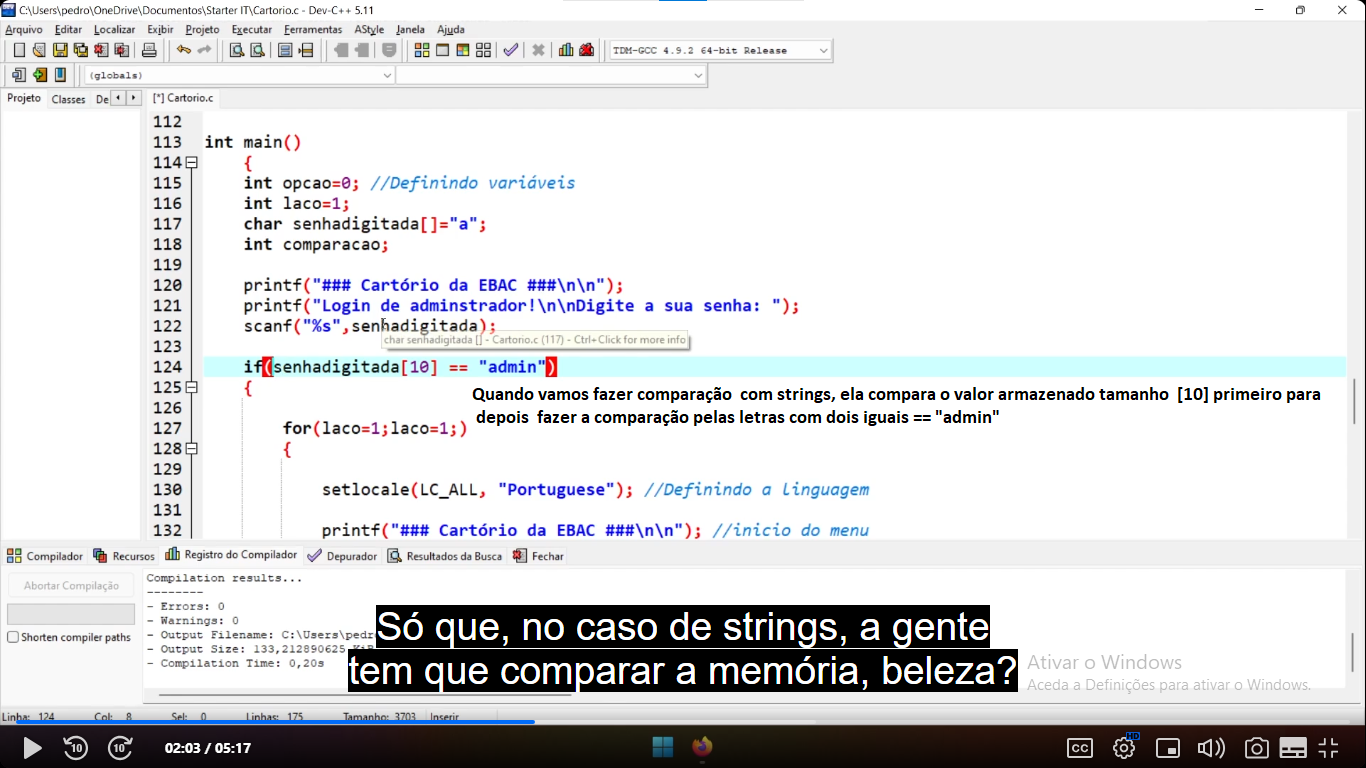 C:\Users\pedro\OneDrive\Documentos\Starter IT\Cartorio.c - Dev-C++ 5.11
Arquivo Editar Localizar Exibir Projeto Executar Ferramentas AStyle Janela Ajuda
TDM-GCC 4.9.2 64-bit Release
(globals)
Projeto Classes De [*] Cartorio.c
112
113 int main()
114 {
115 int opcao=0; //Definindo variáveis
116 int laco=1;
117 char senhadigitada[]="a";
118 int comparacao;
119
120 printf("### Cartório da EBAC ###\n\n");
121 printf("Login de adminstrador!\n\nDigite a sua senha: ");
122 scanf("%s",senhadigitada);
char senhadigitada [] - Cartorio.c (117) - Ctrl+Click for more info
123
124 if(senhadigitada[10] == "admin")
125 {
Quando vamos fazer comparação com strings, ela compara o valor armazenado tamanho [10] primeiro para
126
depois fazer a comparação pelas letras com dois iguais == "admin"
127 for(laco=1;laco=1;)
128 {
129
130 setlocale(LC_ALL, "Portuguese"); //Definindo a linguagem
131
132 printf("### Cartório da EBAC ###\n\n"); //inicio do menu
Compilador Recursos Registro do Compilador Depurador Resultados da Busca Fechar
Abortar Compilação
Shorten compiler paths
Compilation results...
--------
- Errors: 0
- Warnings: 0
- Output Filename: C:\Users\pedr
- Output Size: 133,212890625 KiB
- Compilation Time: 0,20s
Só que, no caso de strings, a gente
tem que comparar a memória, beleza?
Ativar o Windows
Aceda a Definições para ativar o Windows.
Linha: 124 Col: 8 Sel: 0 Linhas: 175 Tamanho: 3703 Inserir
10 10 02:03 / 05:17 CC HD